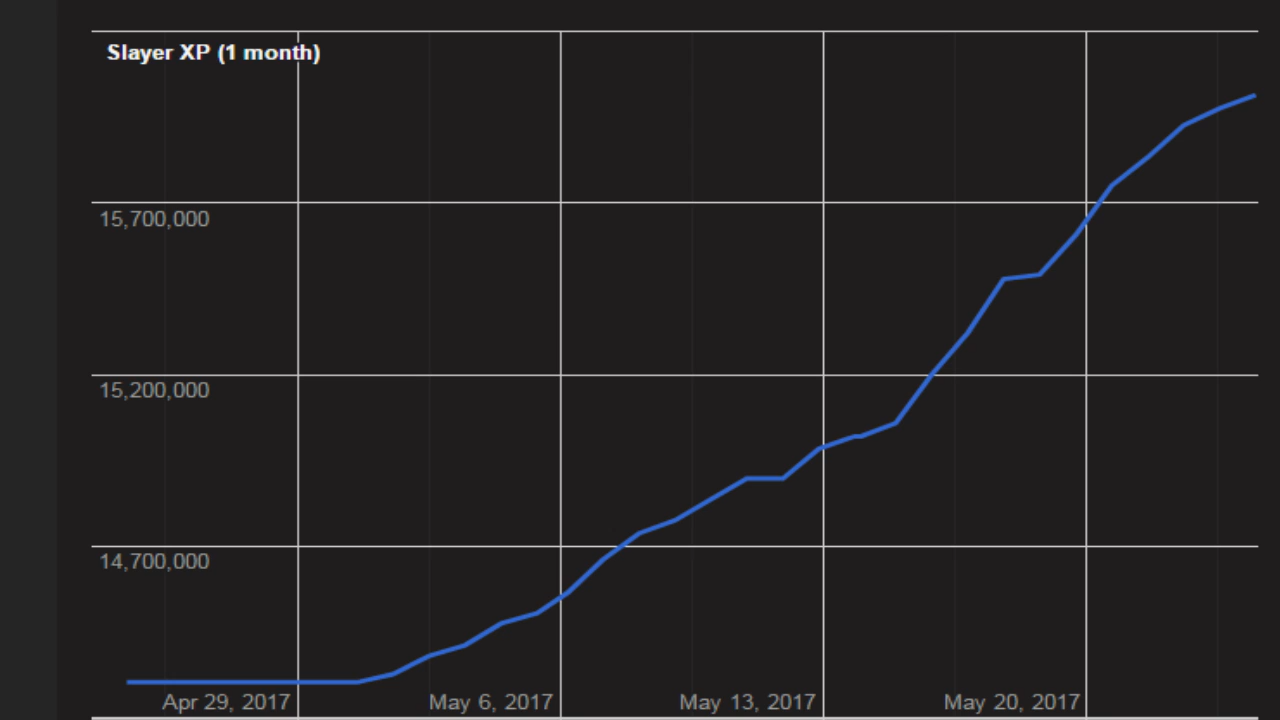 Slayer XP (1 month)
15,700,000
15,200,000
14,700,000
Apr 29, 2017 May 6, 2017 May 13, 2017 May 20, 2017